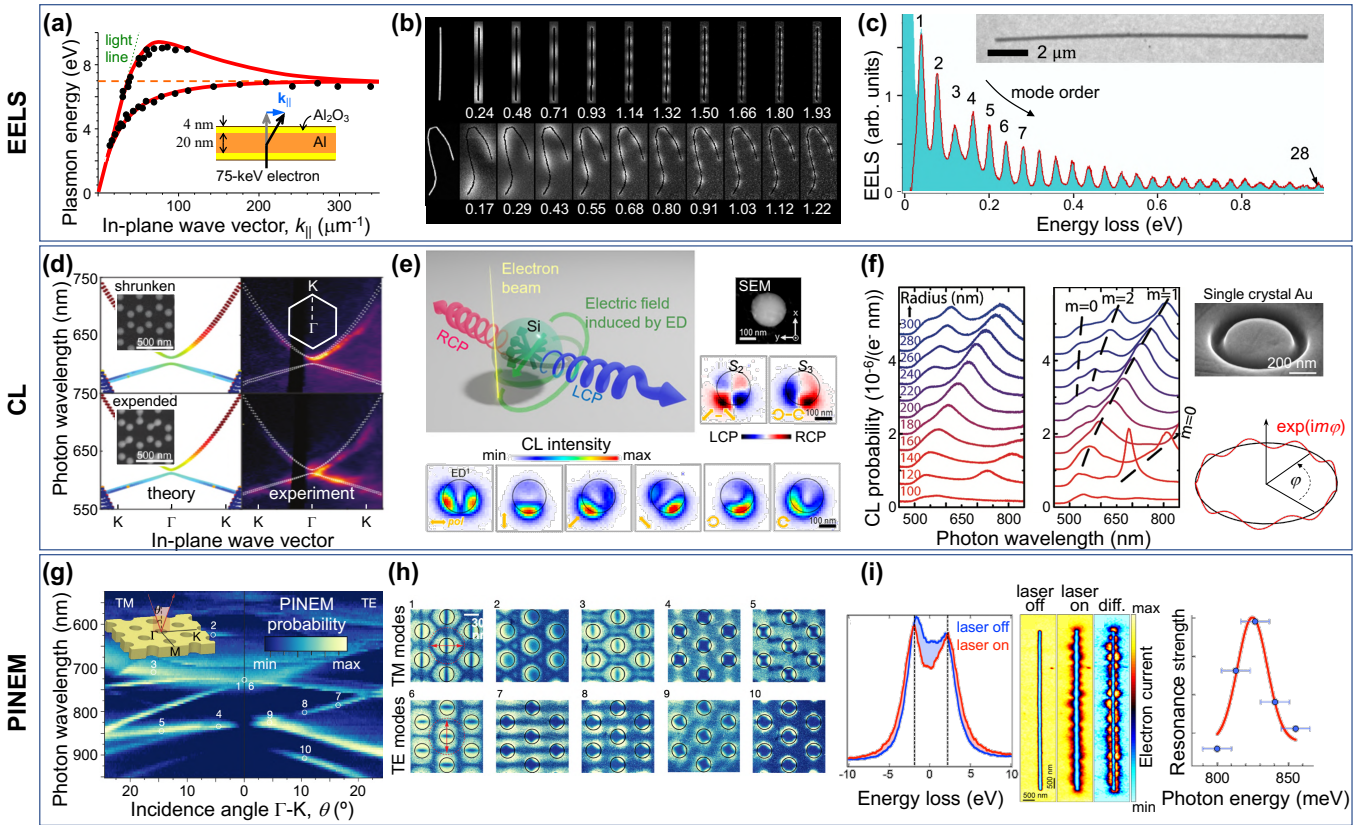 EELS
(a)
light
line
Plasmon energy (eV)
8
4
0
0
100
200
300
In-plane wave vector, k|| (μm-1)
k||
4 nm
Al2O3
20 nm
Al
75-keV electron
(b)
0.24 0.48 0.71 0.93 1.14 1.32 1.50 1.66 1.80 1.93
0.17 0.29 0.43 0.55 0.68 0.80 0.91 1.03 1.12 1.22
(c)
EELS (arb. units)
1
2
3
4
5
6
7
28
2 μm
mode order
0 0.2 0.4 0.6 0.8
Energy loss (eV)
CL
(d)
Photon wavelength (nm)
750
650
750
650
550
shrunken
500 nm
expended
500 nm
K
Γ
theory
experiment
K Γ K K Γ K
In-plane wave vector
(e)
Electron
beam
Si
Electric field
induced by ED
RCP
LCP
SEM
100 nm
x
y
S2
S3
100 nm
LCP RCP
CL intensity
min max
ED1
pol
100 nm
(f)
CL probability (10-6/(e- nm))
Radius (nm)
300
280
260
240
220
200
180
160
140
120
100
4
2
0
450 650 850
m=0
m=2
m=1
m=0
4
2
0
450 650 850
Photon wavelength (nm)
Single crystal Au
200 nm
exp(imφ)
φ
PINEM
(g)
Photon wavelength (nm)
600
700
800
900
TM
TE
PINEM
probability
min max
Γ
K
M
1
2
3
4
5
6
7
8
9
10
20 10 0 10 20
Incidence angle Γ-K, θ (º)
(h)
TM modes
1 2 3 4 5
TE modes
6 7 8 9 10
(i)
laser off
laser on
-10 -5 0 5 10
Energy loss (eV)
laser
off
laser
on
diff.
500 nm
500 nm
500 nm
max
Electron current
min
Resonance strength
800 850
Photon energy (meV)